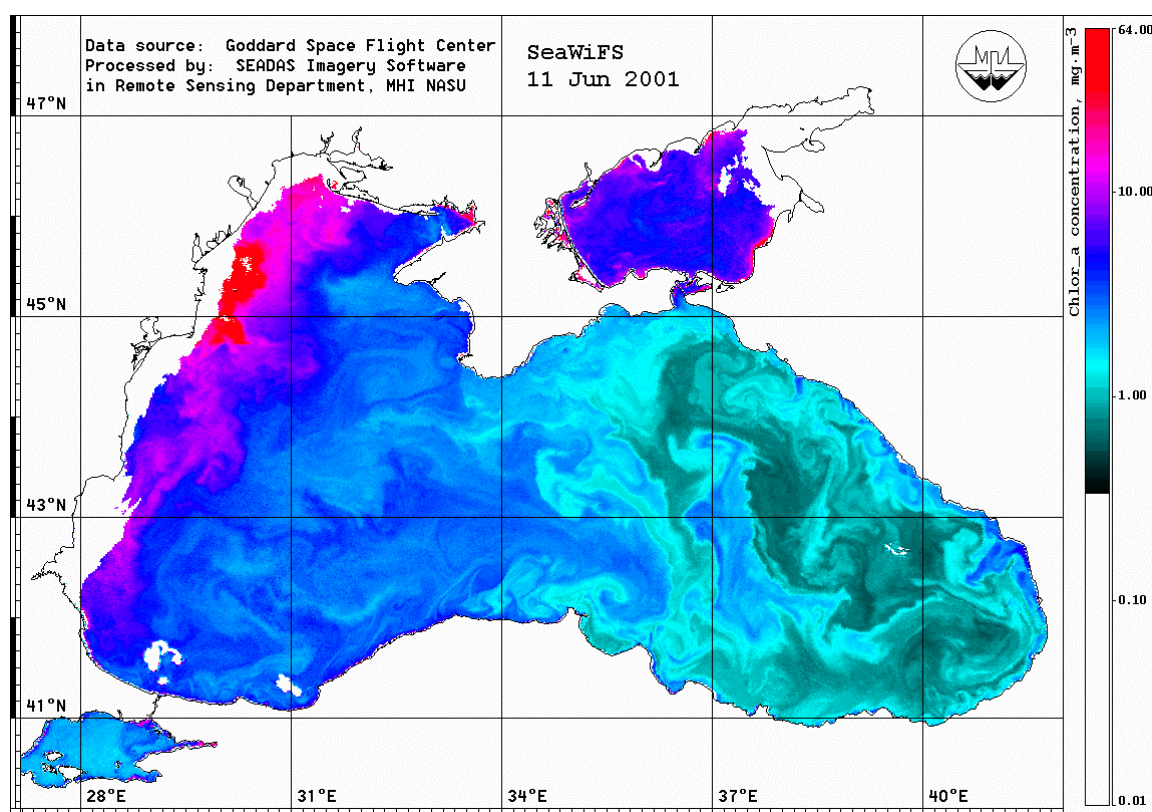 Data source: Goddard Space Flight Center
Processed by: SEADAS Imagery Software
in Remote Sensing Department, MHI NASU
SeaWiFS
11 Jun 2001
47°N
45°N
43°N
41°N
28°E
31°E
34°E
37°E
40°E
Chlor_a concentration, mg·m-3
64.00
10.00
1.00
0.10
0.01